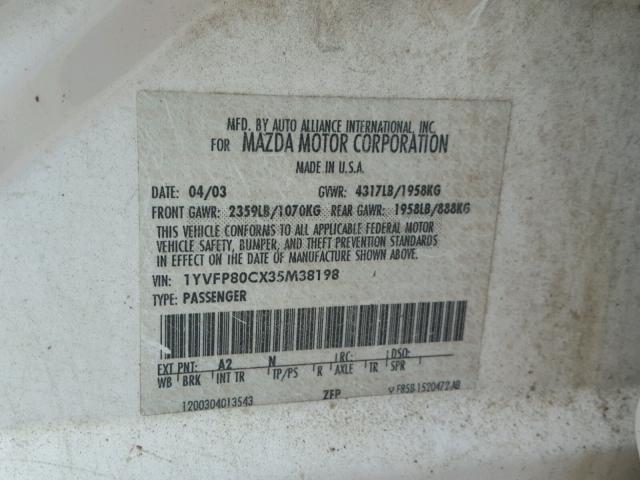 MFD. BY AUTO ALLIANCE INTERNATIONAL, INC.
FOR MAZDA MOTOR CORPORATION
MADE IN U.S.A.
DATE: 04/03 GVWR: 4317LB/1958KG
FRONT GAWR: 2359LB/1070KG REAR GAWR: 1958LB/888KG
THIS VEHICLE CONFORMS TO ALL APPLICABLE FEDERAL MOTOR
VEHICLE SAFETY, BUMPER, AND THEFT PREVENTION STANDARDS
IN EFFECT ON THE DATE OF MANUFACTURE SHOWN ABOVE.
VIN: 1YVFP80CX35M38198
TYPE: PASSENGER
EXT PNT: A2 N RC: DSO:
WB BRK INT TR TP/PS R AXLE TR SPR
1200304013543 ZFP F85B-1520472-AB